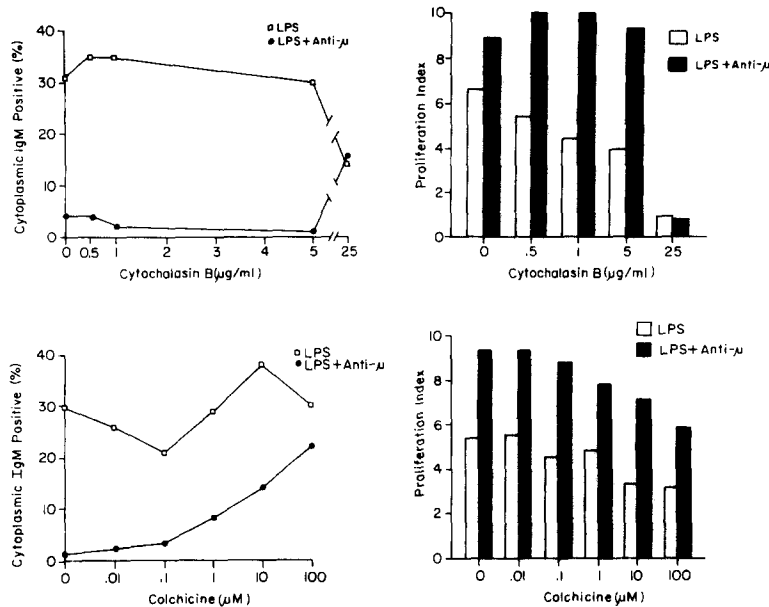 □ LPS
● LPS+Anti-μ
Cytoplasmic IgM Positive (%)
40
30
20
10
0
0 0.5 1 2 3 4 5 25
Cytochalasin B(μg/ml)
LPS
LPS+Anti-μ
Proliferation Index
10
8
6
4
2
0
0 .5 1 5 25
Cytochalasin B (μg/ml)
□ LPS
● LPS+Anti-μ
Cytoplasmic IgM Positive (%)
40
30
20
10
0
0 .01 .1 1 10 100
Colchicine (μM)
LPS
LPS+Anti-μ
Proliferation Index
10
8
6
4
2
0
0 .01 .1 1 10 100
Colchicine (μM)